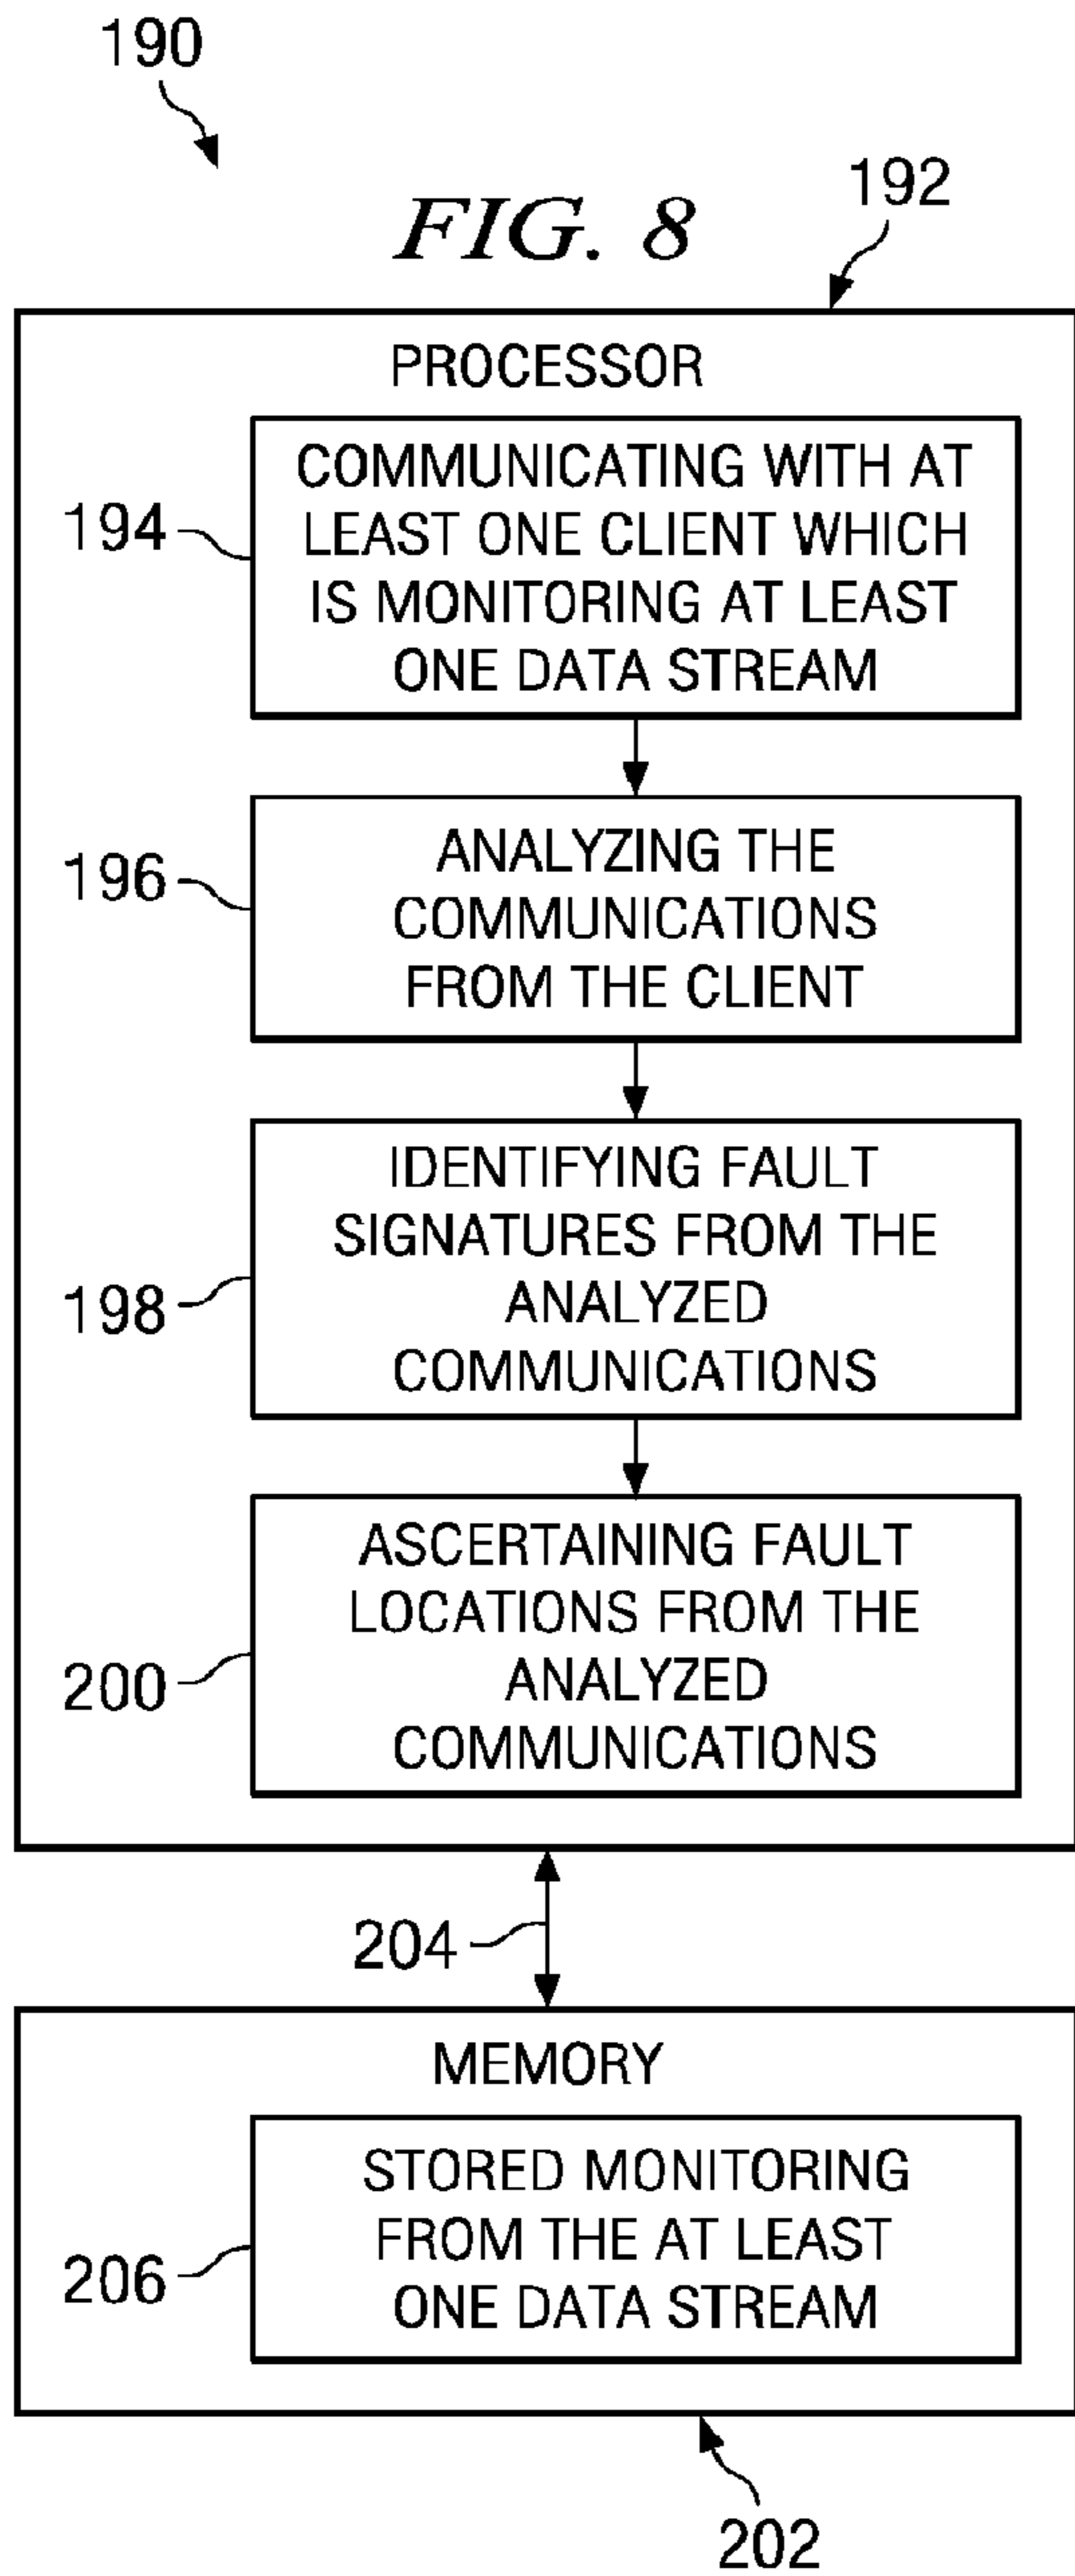 190
FIG. 8
192
PROCESSOR
194
COMMUNICATING WITH AT
LEAST ONE CLIENT WHICH
IS MONITORING AT LEAST
ONE DATA STREAM
196
ANALYZING THE
COMMUNICATIONS
FROM THE CLIENT
198
IDENTIFYING FAULT
SIGNATURES FROM THE
ANALYZED
COMMUNICATIONS
200
ASCERTAINING FAULT
LOCATIONS FROM THE
ANALYZED
COMMUNICATIONS
204
MEMORY
206
STORED MONITORING
FROM THE AT LEAST
ONE DATA STREAM
202